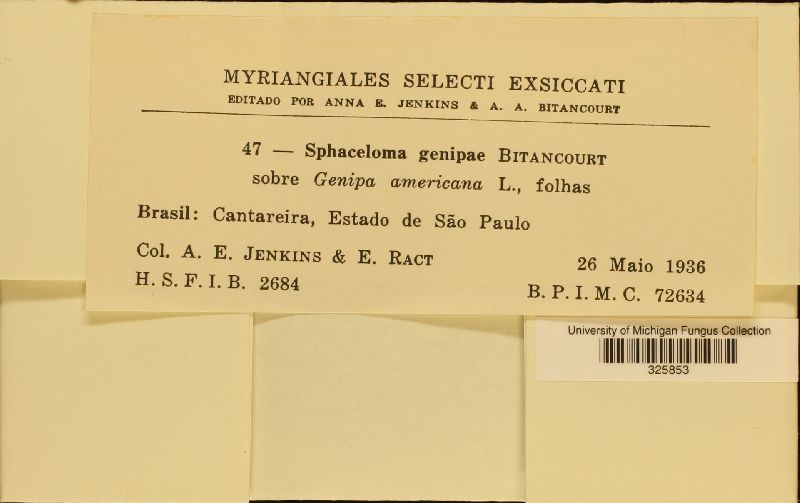 MYRIANGIALES SELECTI EXSICCATI
EDITADO POR ANNA E. JENKINS & A. A. BITANCOURT
47 — Sphaceloma genipae BITANCOURT
sobre Genipa americana L., folhas
Brasil: Cantareira, Estado de São Paulo
Col. A. E. JENKINS & E. RACT
26 Maio 1936
H. S. F. I. B. 2684
B. P. I. M. C. 72634
University of Michigan Fungus Collection
325853